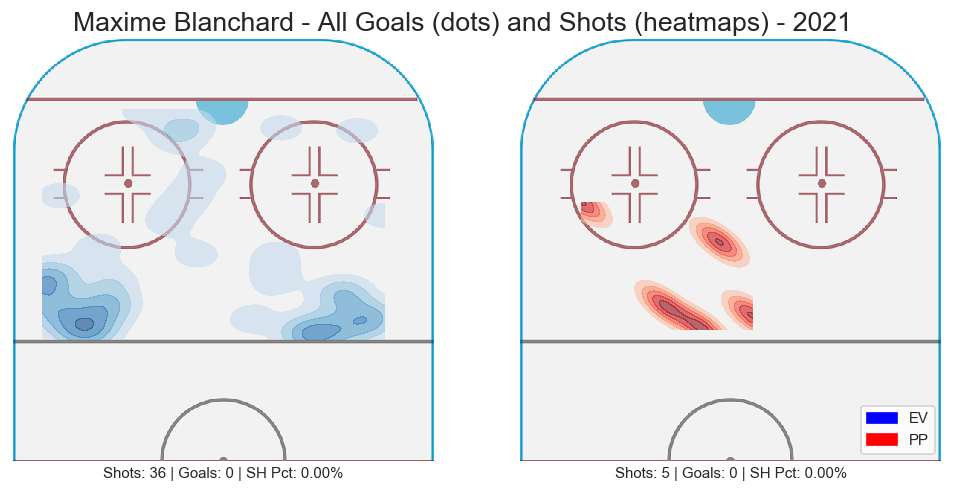 Maxime Blanchard - All Goals (dots) and Shots (heatmaps) - 2021
EV
PP
Shots: 36 | Goals: 0 | SH Pct: 0.00%
Shots: 5 | Goals: 0 | SH Pct: 0.00%